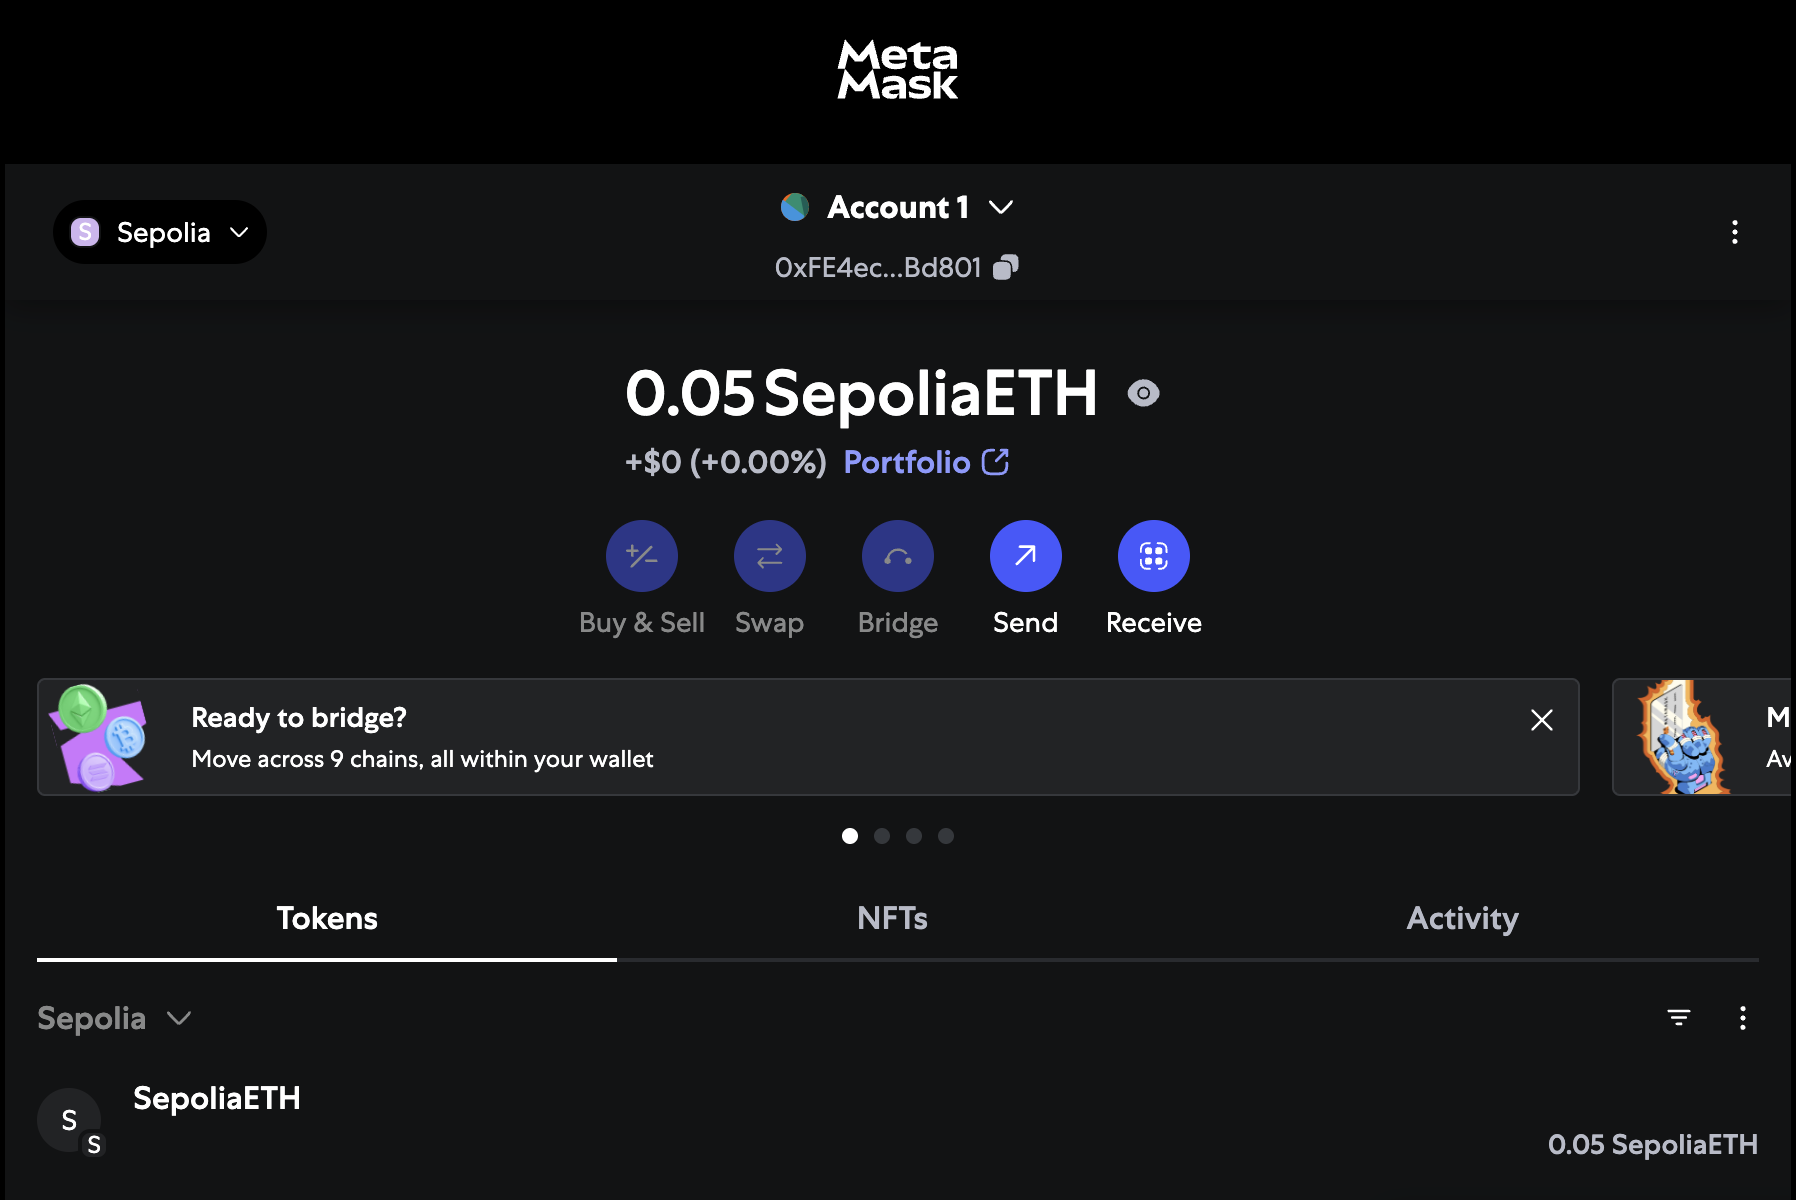 Meta
Mask
S Sepolia
Account 1
0xFE4ec...Bd801
0.05 SepoliaETH
+$0 (+0.00%) Portfolio
Buy & Sell Swap Bridge Send Receive
Ready to bridge?
Move across 9 chains, all within your wallet
M
Av
Tokens NFTs Activity
Sepolia
S
S
SepoliaETH
0.05 SepoliaETH